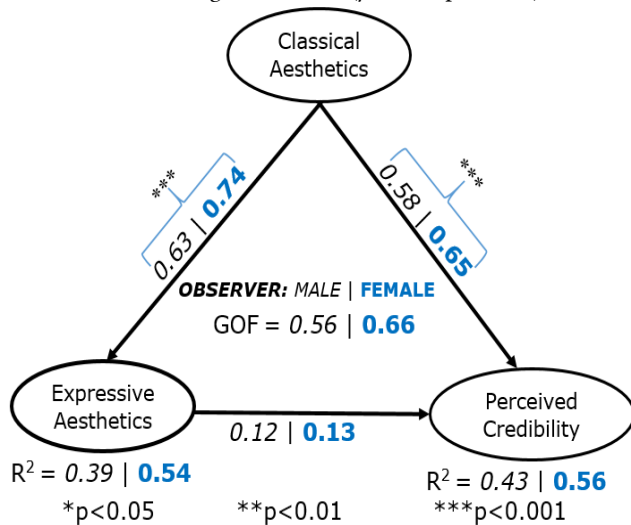 Classical
Aesthetics
***
0.63 | 0.74
***
0.58 | 0.65
OBSERVER: MALE | FEMALE
GOF = 0.56 | 0.66
Expressive
Aesthetics
0.12 | 0.13
Perceived
Credibility
R² = 0.39 | 0.54
R² = 0.43 | 0.56
*p<0.05 **p<0.01 ***p<0.001